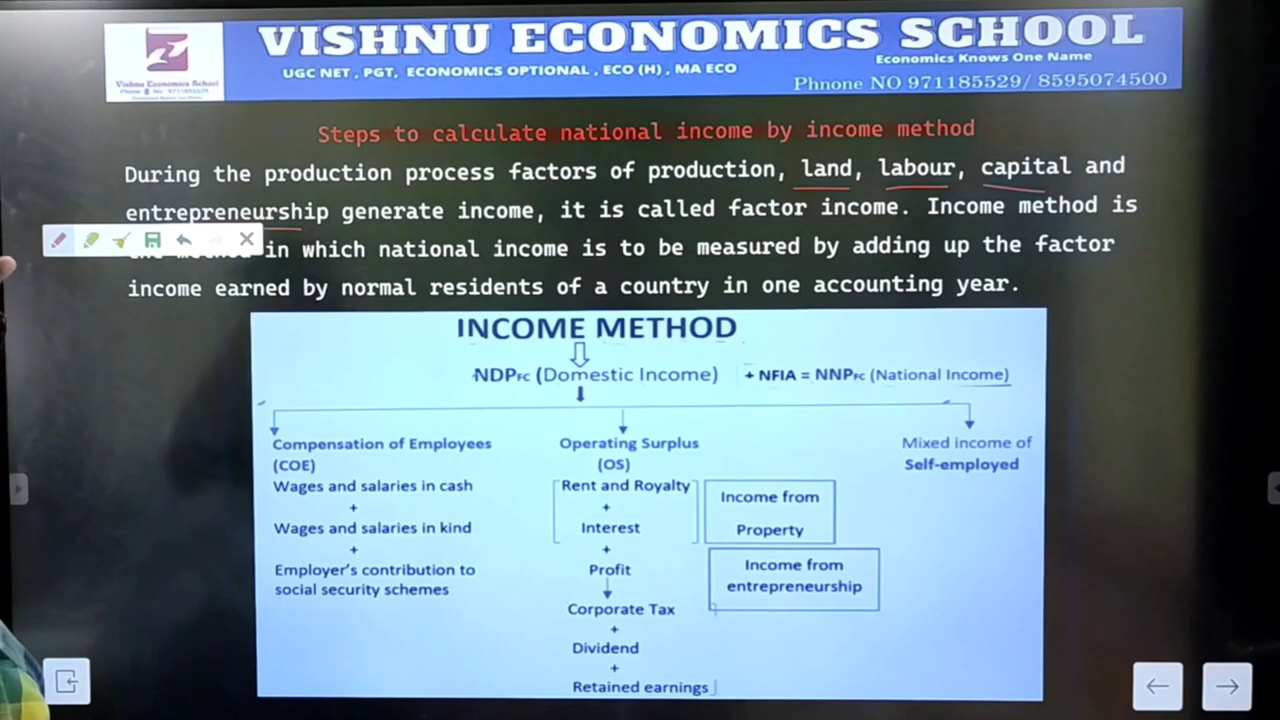 VISHNU ECONOMICS SCHOOL
Economics Knows One Name
UGC NET , PGT, ECONOMICS OPTIONAL , ECO (H) , MA ECO
Phnone NO 971185529/ 8595074500
Vishnu Economics School
Steps to calculate national income by income method
During the production process factors of production, land, labour, capital and
entrepreneurship generate income, it is called factor income. Income method is
in which national income is to be measured by adding up the factor
income earned by normal residents of a country in one accounting year.
INCOME METHOD
NDPFC (Domestic Income) + NFIA = NNPFC (National Income)
Compensation of Employees
(COE)
Wages and salaries in cash
+
Wages and salaries in kind
+
Employer's contribution to
social security schemes
Operating Surplus
(OS)
Rent and Royalty
+
Interest
+
Profit
Corporate Tax
+
Dividend
+
Retained earnings
Income from
Property
Income from
entrepreneurship
Mixed income of
Self-employed